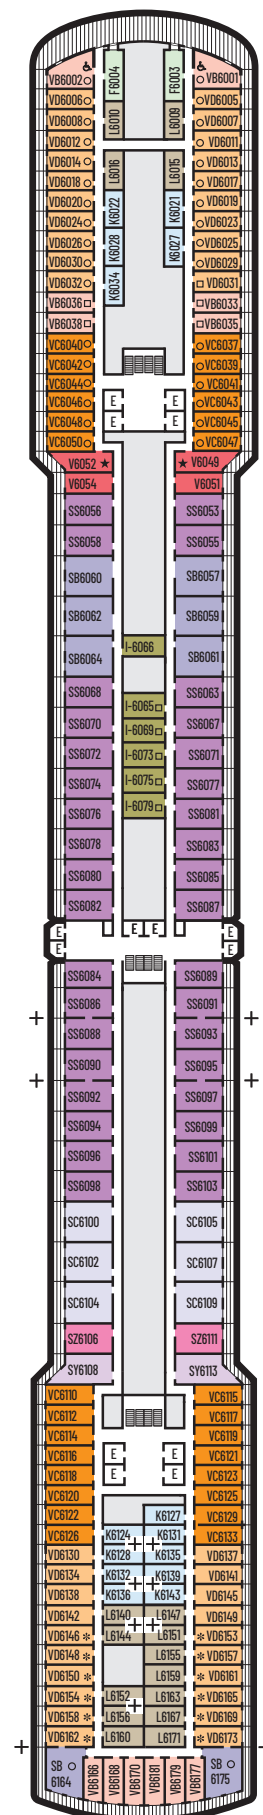 VB6002 F6004 F6003 VB6001
VD6006 L6010 L6009 VD6005
VD6008 VD6007
VD6012 VD6011
VD6014 L6016 L6015 VD6013
VD6018 VD6017
VD6020 K6022 K6021 VD6019
VD6024 VD6023
VD6026 K6028 K6027 VD6025
VD6030 VD6029
VD6032 K6034 VD6031
VB6036 VB6033
VB6038 VB6035
VC6040 VC6037
VC6042 VC6039
VC6044 VC6041
VC6046 E E VC6043
VC6048 E E VC6045
VC6050 VC6047
V6052 V6049
V6054 V6051
SS6056 SS6053
SS6058 SS6055
SB6060 SB6057
SB6062 SB6059
SB6064 I-6066 SB6061
SS6068 I-6065 SS6063
SS6070 I-6069 SS6067
SS6072 I-6073 SS6071
SS6074 I-6075 SS6077
SS6076 I-6079 SS6081
SS6078 SS6083
SS6080 SS6085
SS6082 SS6087
E E E E
E E
SS6084 SS6089
SS6086 SS6091
SS6088 SS6093
SS6090 SS6095
SS6092 SS6097
SS6094 SS6099
SS6096 SS6101
SS6098 SS6103
SC6100 SC6105
SC6102 SC6107
SC6104 SC6109
SZ6106 SZ6111
SY6108 SY6113
VC6110 VC6115
VC6112 VC6117
VC6114 VC6119
VC6116 E E VC6121
VC6118 E E VC6123
VC6120 VC6125
VC6122 K6127 VC6129
VC6126 K6124 K6131 VC6133
VD6130 K6128 K6135 VD6137
VD6134 K6132 K6139 VD6141
VD6138 K6136 K6143 VD6145
VD6142 L6140 L6147 VD6149
VD6146 L6144 L6151 VD6153
VD6148 L6155 VD6157
VD6150 L6159 VD6161
VD6154 L6152 L6163 VD6165
VD6158 L6156 L6167 VD6169
VD6162 L6160 L6171 VD6173
SB 6164 VB6166 VB6168 VB6170 VB6181 VB6179 VB6177 SB 6175